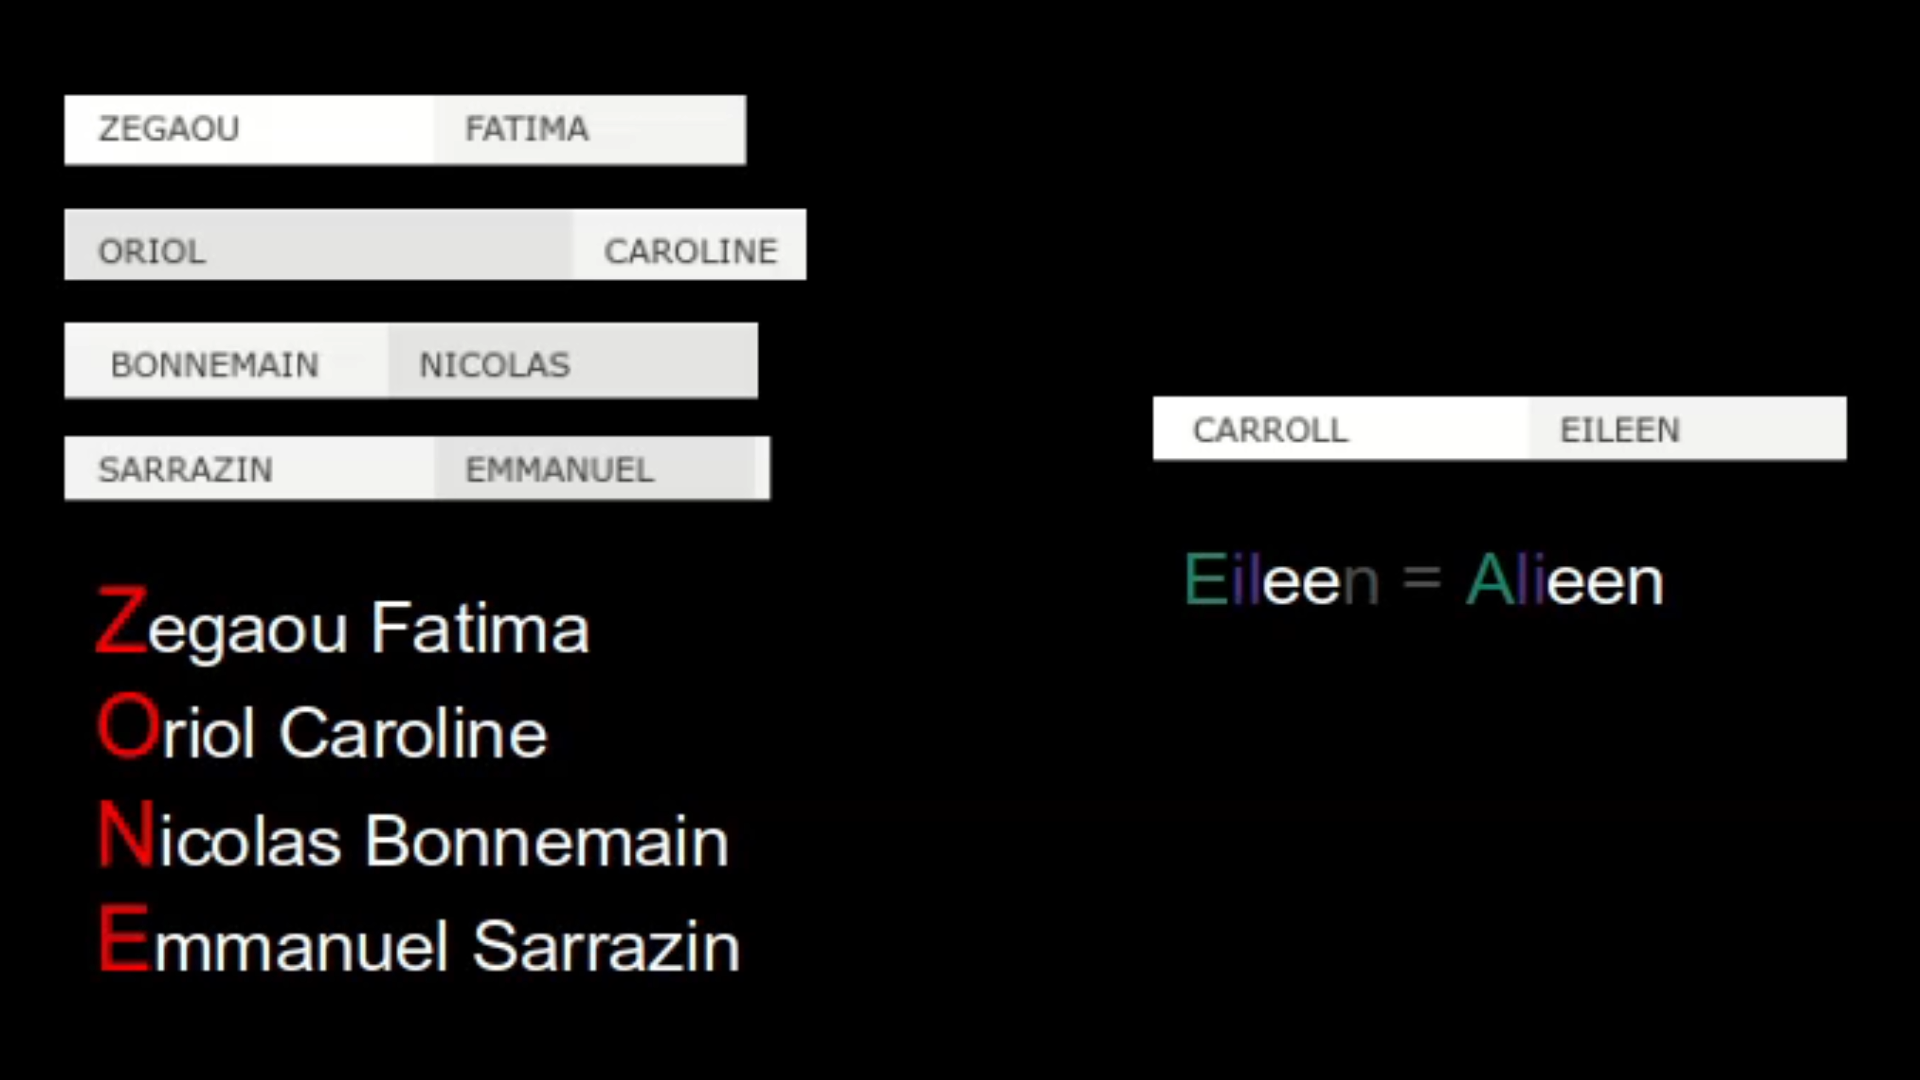 ZEGAOU FATIMA
ORIOL CAROLINE
BONNEMAIN NICOLAS
SARRAZIN EMMANUEL
Zegaou Fatima
Oriol Caroline
Nicolas Bonnemain
Emmanuel Sarrazin
CARROLL EILEEN
Eileen = Alieen